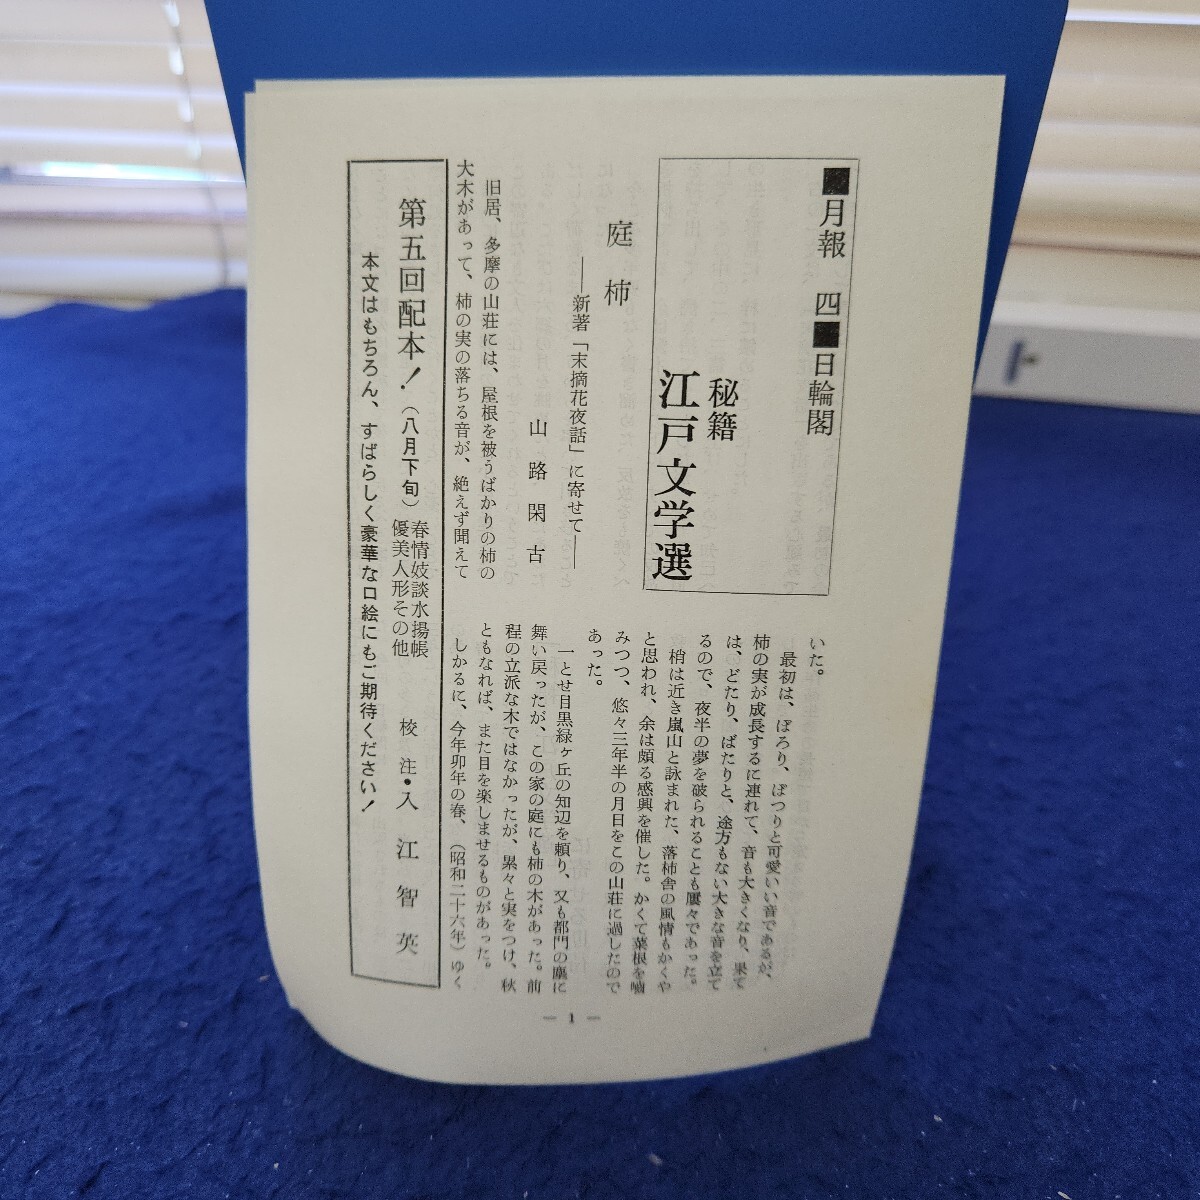 ■月報 四■日輪閣
秘籍
江戸文学選
庭柿
――新著「末摘花夜話」に寄せて――
山路閑古
旧居、多摩の山荘には、屋根を被うばかりの柿の
大木があって、柿の実の落ちる音が、絶えず聞えて
いた。
最初は、ぽろり、ぽつりと可愛いい音であるが、
柿の実が成長するに連れて、音も大きくなり、果て
は、どたり、ばたりと、途方もない大きな音を立て
るので、夜半の夢を破られることも屢々であった。
梢は近き嵐山と詠まれた、落柿舎の風情もかくや
と思われ、余は頗る感興を催した。かくて菜根を嚙
みつつ、悠々三年半の月日をこの山荘に過したので
あった。
一とせ目黒緑ヶ丘の知辺を頼り、又も都門の塵に
舞い戻ったが、この家の庭にも柿の木があった。前
程の立派な木ではなかったが、累々と実をつけ、秋
ともなれば、また目を楽しませるものがあった。
しかるに、今年卯年の春、（昭和二十六年）ゆく
第五回配本！（八月下旬）
春情妓談水揚帳
優美人形その他
校注・入江智英
本文はもちろん、すばらしく豪華な口絵にもご期待ください！
― 1 ―